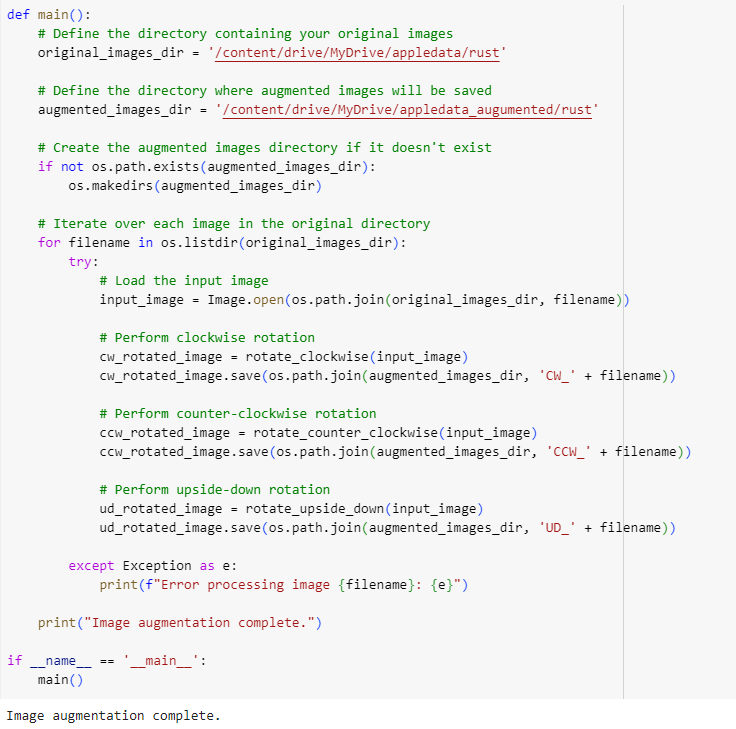 def main():
    # Define the directory containing your original images
    original_images_dir = '/content/drive/MyDrive/appledata/rust'

    # Define the directory where augmented images will be saved
    augmented_images_dir = '/content/drive/MyDrive/appledata_augumented/rust'

    # Create the augmented images directory if it doesn't exist
    if not os.path.exists(augmented_images_dir):
        os.makedirs(augmented_images_dir)

    # Iterate over each image in the original directory
    for filename in os.listdir(original_images_dir):
        try:
            # Load the input image
            input_image = Image.open(os.path.join(original_images_dir, filename))

            # Perform clockwise rotation
            cw_rotated_image = rotate_clockwise(input_image)
            cw_rotated_image.save(os.path.join(augmented_images_dir, 'CW_' + filename))

            # Perform counter-clockwise rotation
            ccw_rotated_image = rotate_counter_clockwise(input_image)
            ccw_rotated_image.save(os.path.join(augmented_images_dir, 'CCW_' + filename))

            # Perform upside-down rotation
            ud_rotated_image = rotate_upside_down(input_image)
            ud_rotated_image.save(os.path.join(augmented_images_dir, 'UD_' + filename))

        except Exception as e:
            print(f"Error processing image {filename}: {e}")

    print("Image augmentation complete.")

if __name__ == '__main__':
    main()

Image augmentation complete.